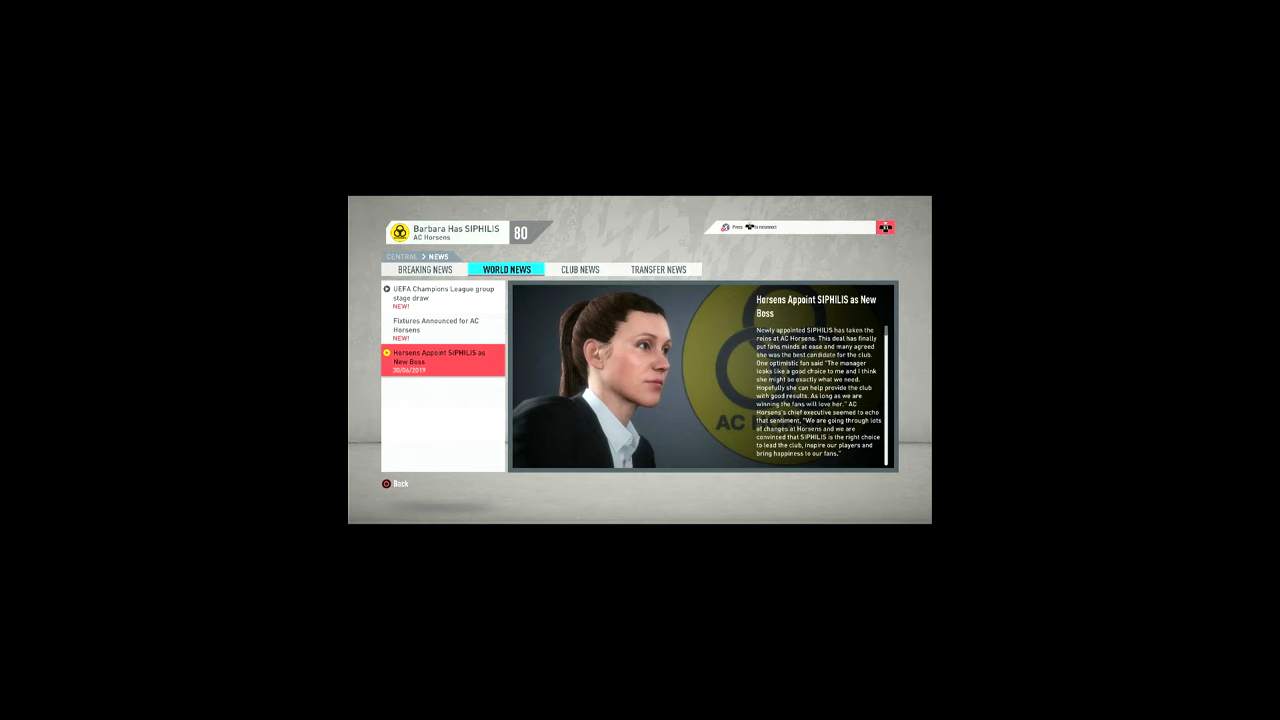 Barbara Has SIPHILIS
AC Horsens
80
Press to reconnect
CENTRAL > NEWS
BREAKING NEWS
WORLD NEWS
CLUB NEWS
TRANSFER NEWS
UEFA Champions League group
stage draw
NEW!
Fixtures Announced for AC
Horsens
NEW!
Horsens Appoint SIPHILIS as
New Boss
30/06/2019
Horsens Appoint SIPHILIS as New
Boss
Newly appointed SIPHILIS has taken the
reins at AC Horsens. This deal has finally
put fans minds at ease and many agreed
she was the best candidate for the club.
One optimistic fan said "The manager
looks like a good choice to me and I think
she might be exactly what we need.
Hopefully she can help provide the club
with good results. As long as we are
winning the fans will love her." AC
Horsens's chief executive seemed to echo
that sentiment, "We are going through lots
of changes at Horsens and we are
convinced that SIPHILIS is the right choice
to lead the club, inspire our players and
bring happiness to our fans."
AC
Back